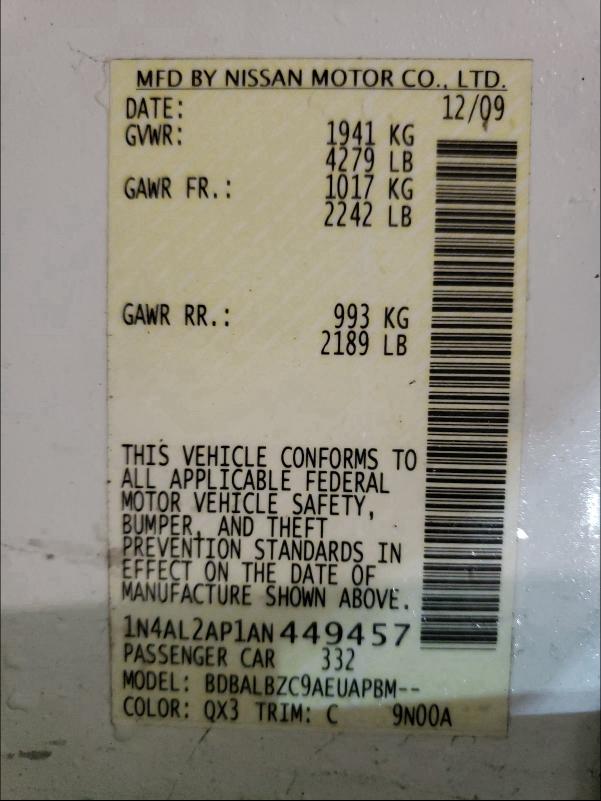 MFD BY NISSAN MOTOR CO., LTD.
DATE: 12/09
GVWR: 1941 KG
4279 LB
GAWR FR.: 1017 KG
2242 LB
GAWR RR.: 993 KG
2189 LB
THIS VEHICLE CONFORMS TO
ALL APPLICABLE FEDERAL
MOTOR VEHICLE SAFETY,
BUMPER, AND THEFT
PREVENTION STANDARDS IN
EFFECT ON THE DATE OF
MANUFACTURE SHOWN ABOVE.
1N4AL2AP1AN449457
PASSENGER CAR 332
MODEL: BDBALBZC9AEUAPBM--
COLOR: QX3 TRIM: C 9N00A